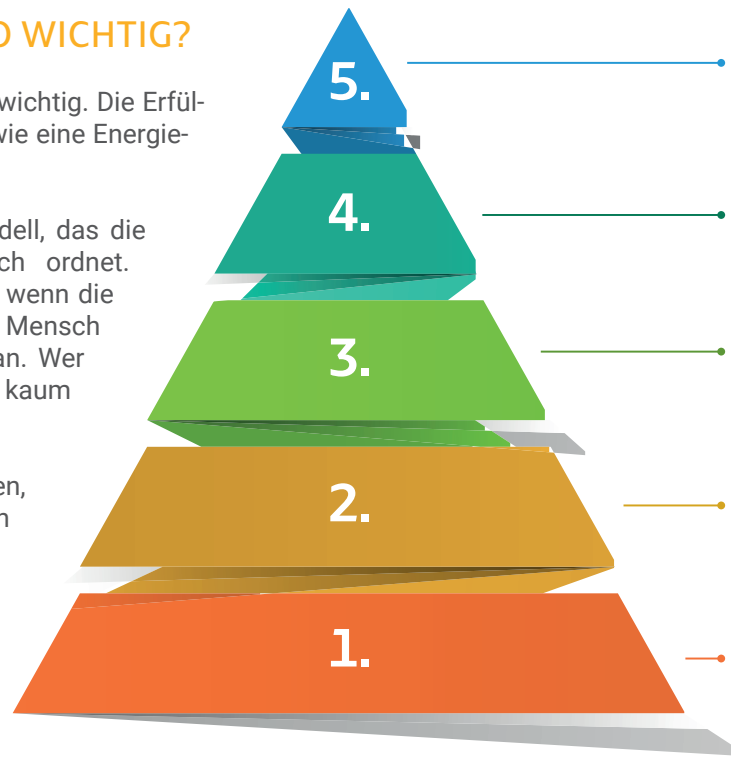 D WICHTIG?
wichtig. Die Erfül-
wie eine Energie-
dell, das die
ch ordnet.
wenn die
Mensch
an. Wer
kaum
en,
n
5.
4.
3.
2.
1.